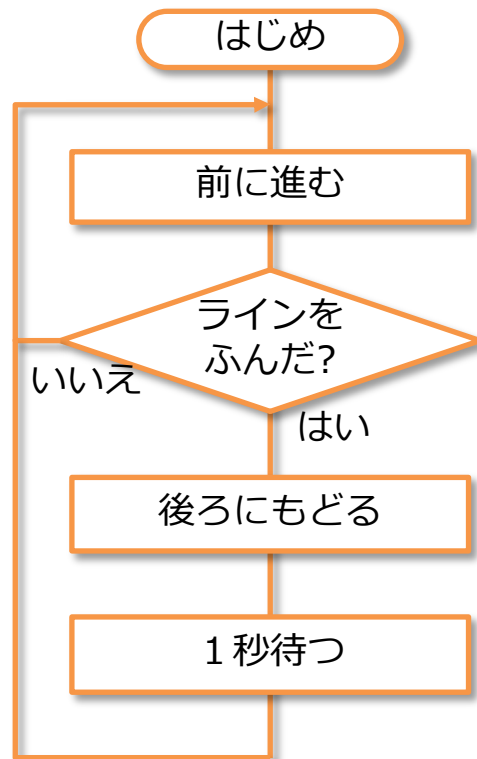 はじめ
前に進む
ラインを
ふんだ?
いいえ
はい
後ろにもどる
１秒待つ